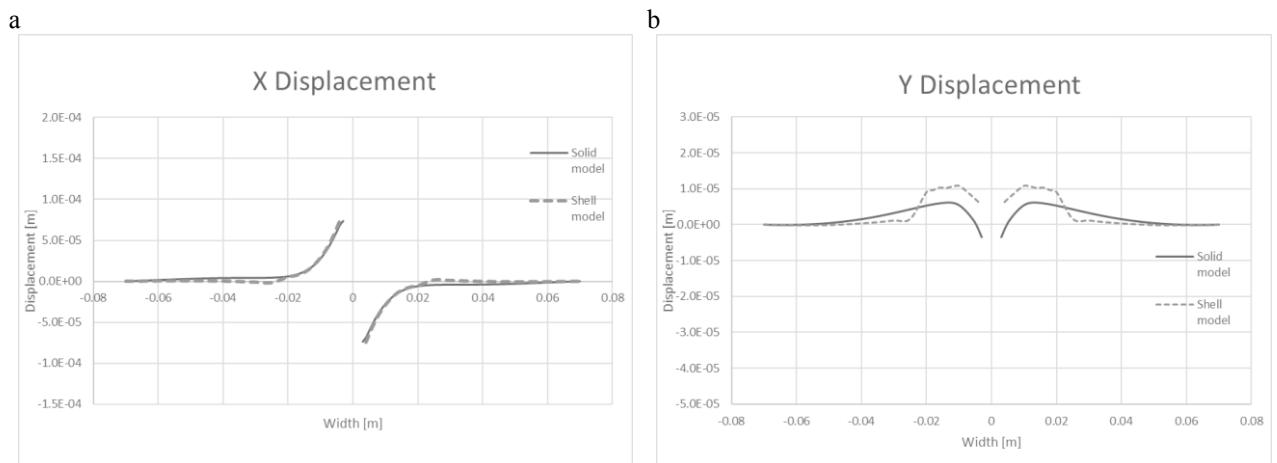 a
X Displacement
2.0E-04
1.5E-04
1.0E-04
5.0E-05
0.0E+00
-5.0E-05
-1.0E-04
-1.5E-04
-0.08
-0.06
-0.04
-0.02
0
0.02
0.04
0.06
0.08
Displacement [m]
Width [m]
Solid
model
Shell
model
b
Y Displacement
3.0E-05
2.0E-05
1.0E-05
0.0E+00
-1.0E-05
-2.0E-05
-3.0E-05
-4.0E-05
-5.0E-05
-0.08
-0.06
-0.04
-0.02
0
0.02
0.04
0.06
0.08
Displacement [m]
Width [m]
Solid
model
Shell
model